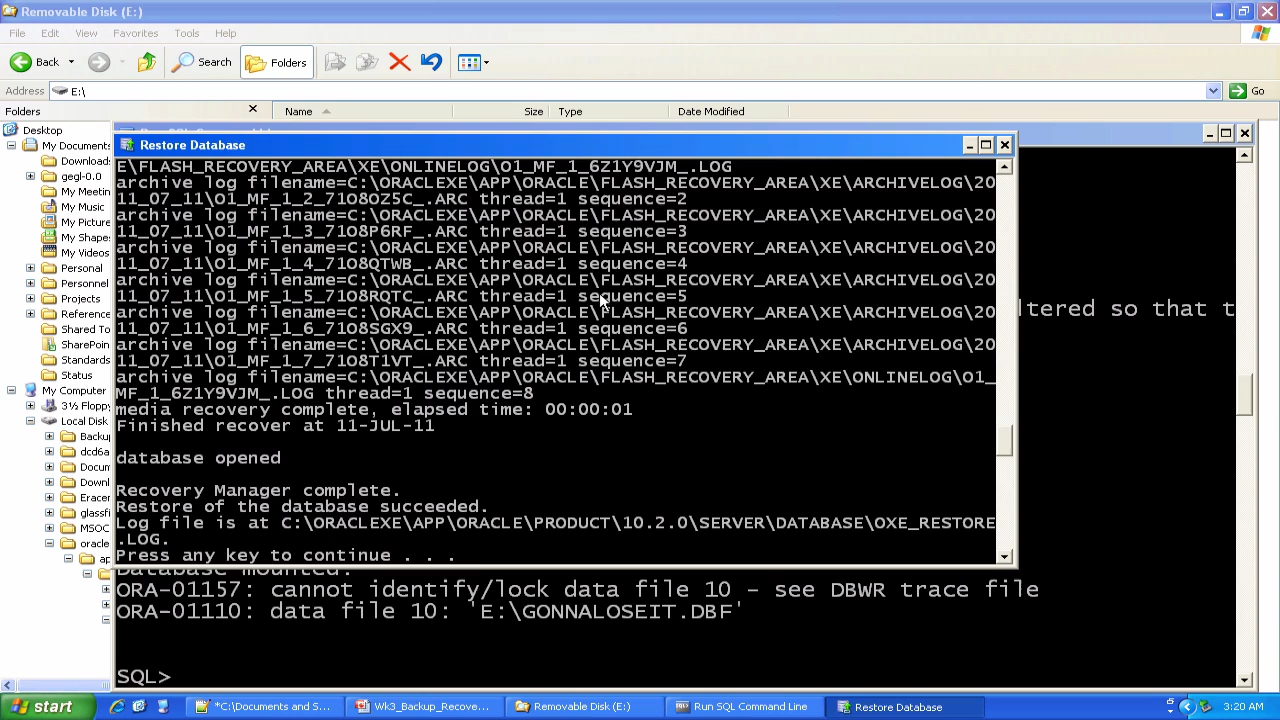 Removable Disk (E:)
File Edit View Favorites Tools Help
Back Search Folders
Address E:\ Go
Folders Name Size Type Date Modified
Desktop
My Documents
Downloads
gegl-0.0
My Meetin
My Music
My Picture
My Shapes
My Videos
Personal
Personnel
Projects
Reference
Shared To
SharePoin
Standards
Status
My Computer
3½ Floppy
Local Disk
Backu
dcd6a
Docum
Downl
Eracer
glassf
MSOC
oracle
ap
Restore Database
E\FLASH_RECOVERY_AREA\XE\ONLINELOG\O1_MF_1_6Z1Y9VJM_.LOG
archive log filename=C:\ORACLEXE\APP\ORACLE\FLASH_RECOVERY_AREA\XE\ARCHIVELOG\20
11_07_11\O1_MF_1_2_71O8OZ5C_.ARC thread=1 sequence=2
archive log filename=C:\ORACLEXE\APP\ORACLE\FLASH_RECOVERY_AREA\XE\ARCHIVELOG\20
11_07_11\O1_MF_1_3_71O8P6RF_.ARC thread=1 sequence=3
archive log filename=C:\ORACLEXE\APP\ORACLE\FLASH_RECOVERY_AREA\XE\ARCHIVELOG\20
11_07_11\O1_MF_1_4_71O8QTWB_.ARC thread=1 sequence=4
archive log filename=C:\ORACLEXE\APP\ORACLE\FLASH_RECOVERY_AREA\XE\ARCHIVELOG\20
11_07_11\O1_MF_1_5_71O8RQTC_.ARC thread=1 sequence=5
archive log filename=C:\ORACLEXE\APP\ORACLE\FLASH_RECOVERY_AREA\XE\ARCHIVELOG\20
11_07_11\O1_MF_1_6_71O8SGX9_.ARC thread=1 sequence=6
archive log filename=C:\ORACLEXE\APP\ORACLE\FLASH_RECOVERY_AREA\XE\ARCHIVELOG\20
11_07_11\O1_MF_1_7_71O8T1VT_.ARC thread=1 sequence=7
archive log filename=C:\ORACLEXE\APP\ORACLE\FLASH_RECOVERY_AREA\XE\ONLINELOG\O1_
MF_1_6Z1Y9VJM_.LOG thread=1 sequence=8
media recovery complete, elapsed time: 00:00:01
Finished recover at 11-JUL-11
database opened
Recovery Manager complete.
Restore of the database succeeded.
Log file is at C:\ORACLEXE\APP\ORACLE\PRODUCT\10.2.0\SERVER\DATABASE\OXE_RESTORE
.LOG.
Press any key to continue . . .
ltered so that t
Database mounted.
ORA-01157: cannot identify/lock data file 10 - see DBWR trace file
ORA-01110: data file 10: 'E:\GONNALOSEIT.DBF'
SQL>
start *C:\Documents and S... Wk3_Backup_Recove... Removable Disk (E:) Run SQL Command Line Restore Database 3:20 AM